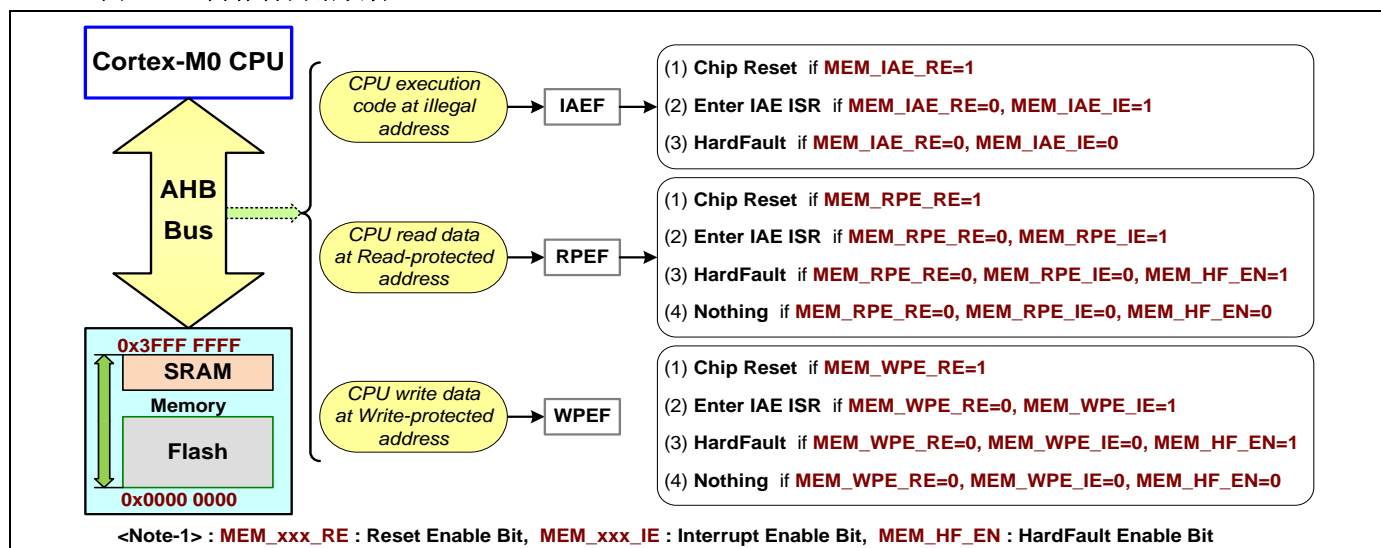 Cortex-M0 CPU
AHB
Bus
0x3FFF FFFF
SRAM
Memory
Flash
0x0000 0000
CPU execution
code at illegal
address
IAEF
(1) Chip Reset if MEM_IAE_RE=1
(2) Enter IAE ISR if MEM_IAE_RE=0, MEM_IAE_IE=1
(3) HardFault if MEM_IAE_RE=0, MEM_IAE_IE=0
CPU read data
at Read-protected
address
RPEF
(1) Chip Reset if MEM_RPE_RE=1
(2) Enter IAE ISR if MEM_RPE_RE=0, MEM_RPE_IE=1
(3) HardFault if MEM_RPE_RE=0, MEM_RPE_IE=0, MEM_HF_EN=1
(4) Nothing if MEM_RPE_RE=0, MEM_RPE_IE=0, MEM_HF_EN=0
CPU write data
at Write-protected
address
WPEF
(1) Chip Reset if MEM_WPE_RE=1
(2) Enter IAE ISR if MEM_WPE_RE=0, MEM_WPE_IE=1
(3) HardFault if MEM_WPE_RE=0, MEM_WPE_IE=0, MEM_HF_EN=1
(4) Nothing if MEM_WPE_RE=0, MEM_WPE_IE=0, MEM_HF_EN=0
<Note-1> : MEM_xxx_RE : Reset Enable Bit, MEM_xxx_IE : Interrupt Enable Bit, MEM_HF_EN : HardFault Enable Bit